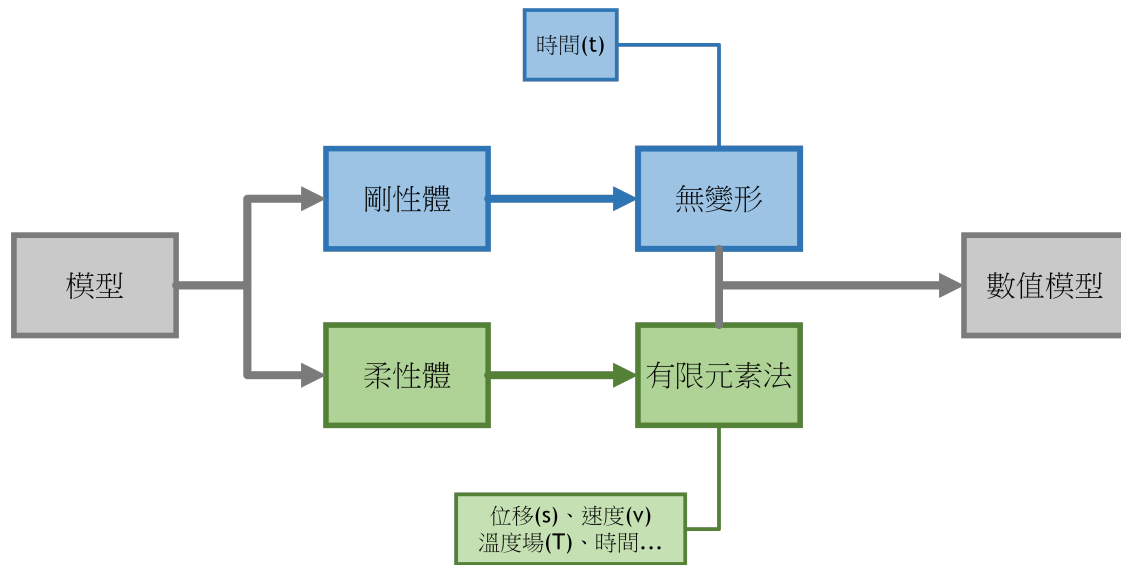 時間(t)
剛性體
無變形
模型
數值模型
柔性體
有限元素法
位移(s)、速度(v)
溫度場(T)、時間…